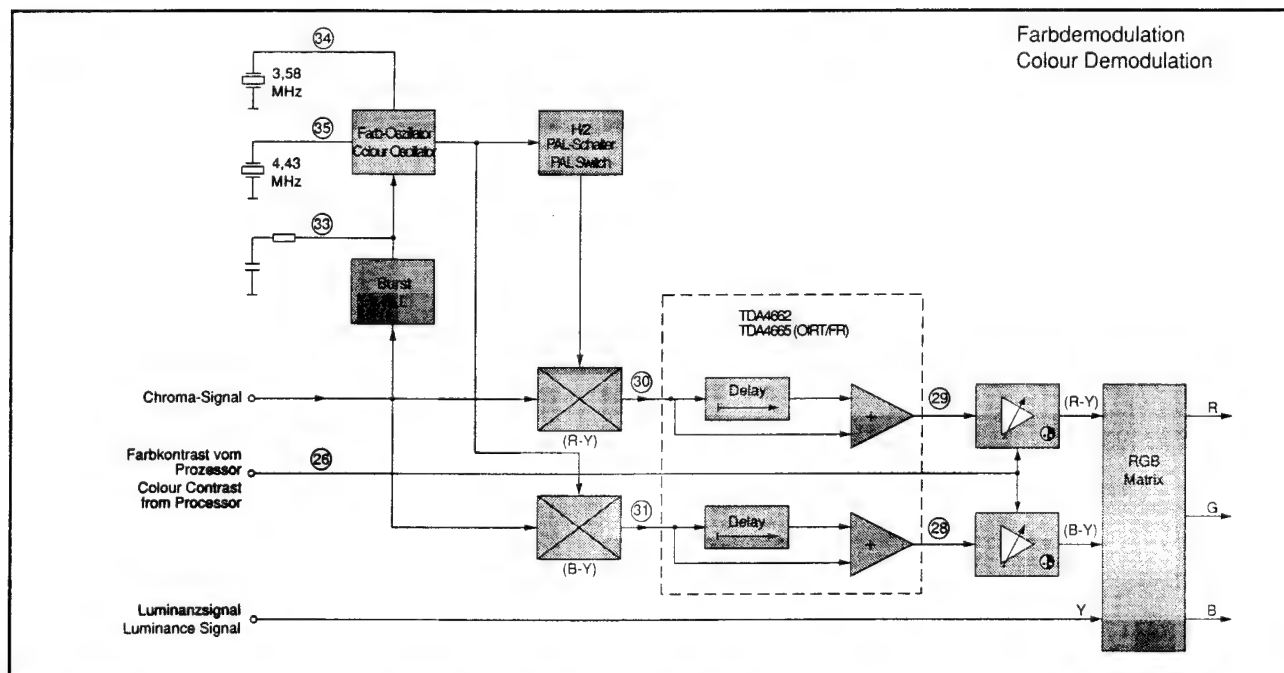 Farbdemodulation
Colour Demodulation
34
3,58
MHz
35
4,43
MHz
Farb-Oszillator
Colour Oscillator
H/2
PAL-Schalter
PAL Switch
33
Burst
TDA4662
TDA4665 (OIRT/FR)
Chroma-Signal
30
(R-Y)
Delay
+
29
(R-Y)
R
Farbkontrast vom
Prozessor
Colour Contrast
from Processor
26
RGB
Matrix
G
31
(B-Y)
Delay
+
28
(B-Y)
Luminanzsignal
Luminance Signal
Y
B